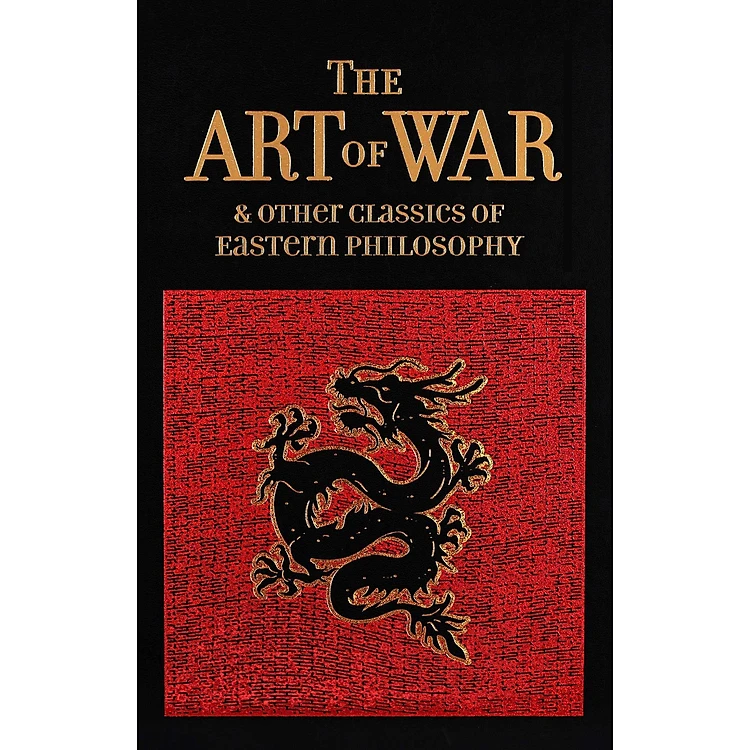 The
ART OF WAR
& OTHER CLASSICS OF
EASTERN PHILOSOPHY